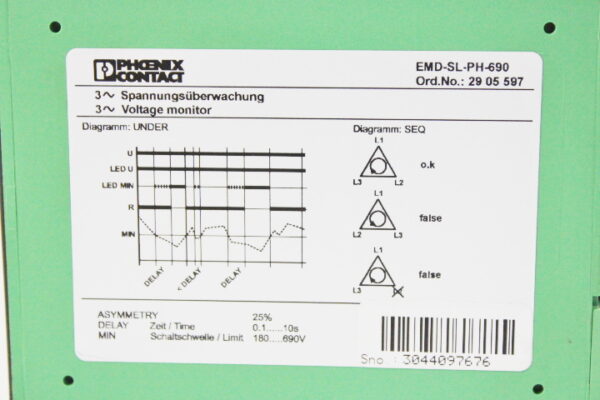 PHŒNIX
CONTACT
EMD-SL-PH-690
Ord.No.: 29 05 597
3~ Spannungsüberwachung
3~ Voltage monitor
Diagramm: UNDER
U
LED U
LED MIN
R
MIN
DELAY
< DELAY
DELAY
Diagramm: SEQ
L1
L3 L2
o.k
L1
L2 L3
false
L1
L3
false
ASYMMETRY 25%
DELAY Zeit / Time 0.1.....10s
MIN Schaltschwelle / Limit 180.....690V
Sno.: 3044097676